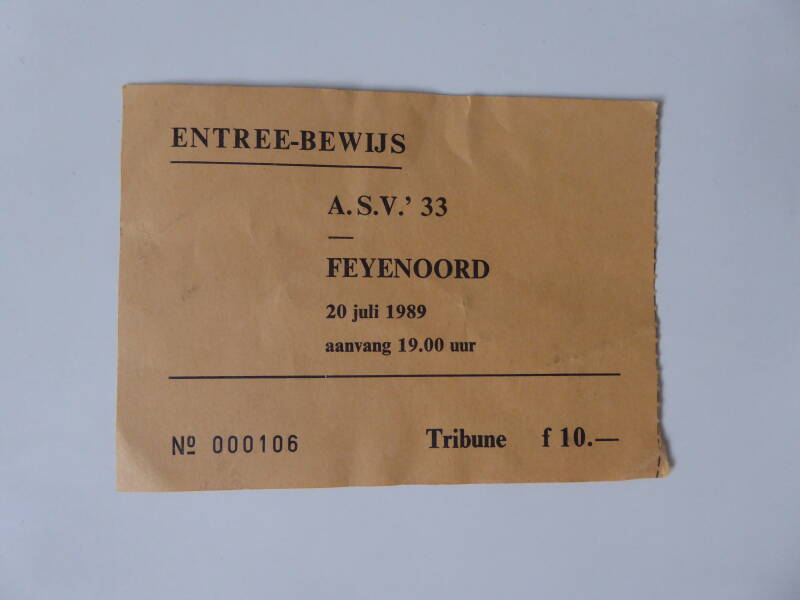 ENTREE-BEWIJS
A.S.V.' 33
—
FEYENOORD
20 juli 1989
aanvang 19.00 uur
Nº 000106 Tribune f 10.—